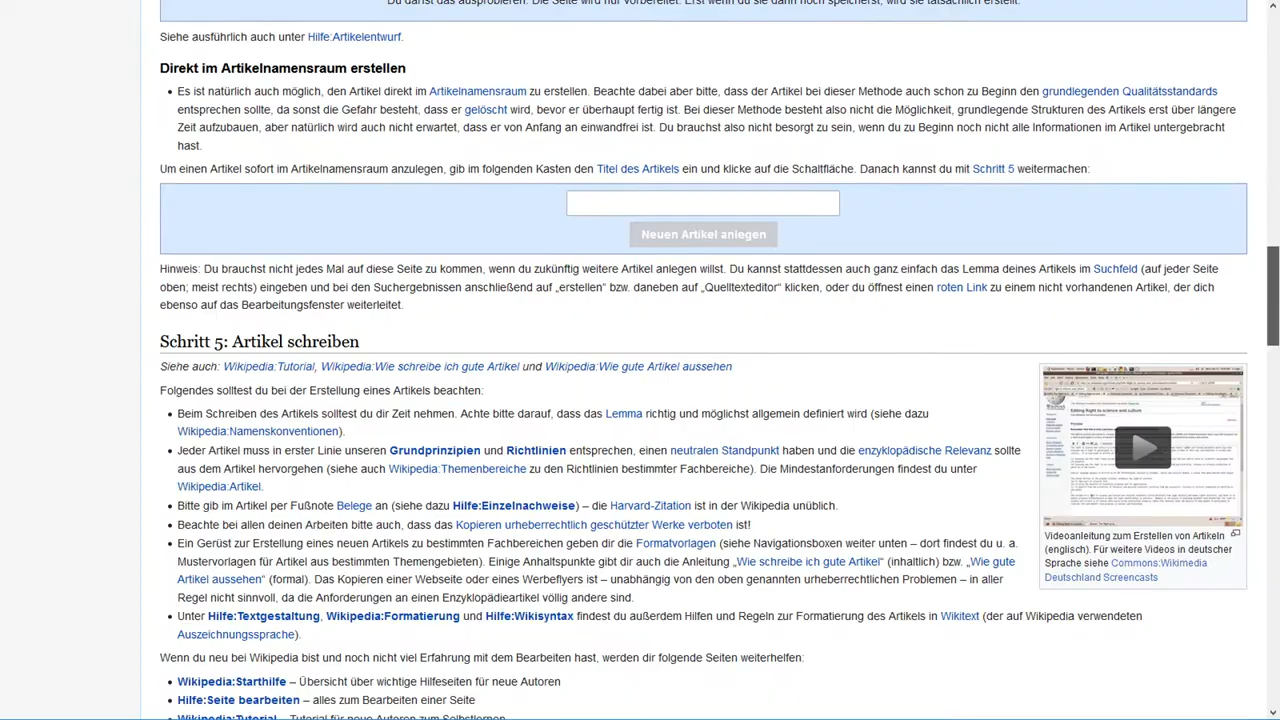 Du darfst das ausprobieren: Die Seite wird nur vorbereitet. Erst wenn du sie dann noch speicherst, wird sie tatsächlich erstellt.
Siehe ausführlich auch unter Hilfe:Artikelentwurf.
Direkt im Artikelnamensraum erstellen
• Es ist natürlich auch möglich, den Artikel direkt im Artikelnamensraum zu erstellen. Beachte dabei aber bitte, dass der Artikel bei dieser Methode auch schon zu Beginn den grundlegenden Qualitätsstandards
entsprechen sollte, da sonst die Gefahr besteht, dass er gelöscht wird, bevor er überhaupt fertig ist. Bei dieser Methode besteht also nicht die Möglichkeit, grundlegende Strukturen des Artikels erst über längere
Zeit aufzubauen, aber natürlich wird auch nicht erwartet, dass er von Anfang an einwandfrei ist. Du brauchst also nicht besorgt zu sein, wenn du zu Beginn noch nicht alle Informationen im Artikel untergebracht
hast.
Um einen Artikel sofort im Artikelnamensraum anzulegen, gib im folgenden Kasten den Titel des Artikels ein und klicke auf die Schaltfläche. Danach kannst du mit Schritt 5 weitermachen:
Neuen Artikel anlegen
Hinweis: Du brauchst nicht jedes Mal auf diese Seite zu kommen, wenn du zukünftig weitere Artikel anlegen willst. Du kannst stattdessen auch ganz einfach das Lemma deines Artikels im Suchfeld (auf jeder Seite
oben; meist rechts) eingeben und bei den Suchergebnissen anschließend auf „erstellen“ bzw. daneben auf „Quelltexteditor“ klicken, oder du öffnest einen roten Link zu einem nicht vorhandenen Artikel, der dich
ebenso auf das Bearbeitungsfenster weiterleitet.
Schritt 5: Artikel schreiben
Siehe auch: Wikipedia:Tutorial, Wikipedia:Wie schreibe ich gute Artikel und Wikipedia:Wie gute Artikel aussehen
Folgendes solltest du bei der Erstellung des Artikels beachten:
• Beim Schreiben des Artikels solltest du dir Zeit nehmen. Achte bitte darauf, dass das Lemma richtig und möglichst allgemein definiert wird (siehe dazu
Wikipedia:Namenskonventionen).
• Jeder Artikel muss in erster Linie unseren Grundprinzipien und Richtlinien entsprechen, einen neutralen Standpunkt haben und die enzyklopädische Relevanz sollte
aus dem Artikel hervorgehen (siehe auch Wikipedia:Themenbereiche zu den Richtlinien bestimmter Fachbereiche). Die Mindestanforderungen findest du unter
Wikipedia:Artikel.
• Bitte gib im Artikel per Fußnote Belege an (siehe dazu Hilfe:Einzelnachweise) – die Harvard-Zitation ist in der Wikipedia unüblich.
• Beachte bei allen deinen Arbeiten bitte auch, dass das Kopieren urheberrechtlich geschützter Werke verboten ist!
• Ein Gerüst zur Erstellung eines neuen Artikels zu bestimmten Fachbereichen geben dir die Formatvorlagen (siehe Navigationsboxen weiter unten – dort findest du u. a.
Mustervorlagen für Artikel aus bestimmten Themengebieten). Einige Anhaltspunkte gibt dir auch die Anleitung „Wie schreibe ich gute Artikel“ (inhaltlich) bzw. „Wie gute
Artikel aussehen“ (formal). Das Kopieren einer Webseite oder eines Werbeflyers ist – unabhängig von den oben genannten urheberrechtlichen Problemen – in aller
Regel nicht sinnvoll, da die Anforderungen an einen Enzyklopädieartikel völlig andere sind.
• Unter Hilfe:Textgestaltung, Wikipedia:Formatierung und Hilfe:Wikisyntax findest du außerdem Hilfen und Regeln zur Formatierung des Artikels in Wikitext (der auf Wikipedia verwendeten
Auszeichnungssprache).
Editing Right to science and culture
Videoanleitung zum Erstellen von Artikeln
(englisch). Für weitere Videos in deutscher
Sprache siehe Commons:Wikimedia
Deutschland Screencasts
Wenn du neu bei Wikipedia bist und noch nicht viel Erfahrung mit dem Bearbeiten hast, werden dir folgende Seiten weiterhelfen:
• Wikipedia:Starthilfe – Übersicht über wichtige Hilfeseiten für neue Autoren
• Hilfe:Seite bearbeiten – alles zum Bearbeiten einer Seite
• Wikipedia:Tutorial – Tutorial für neue Autoren zum Selbstlernen